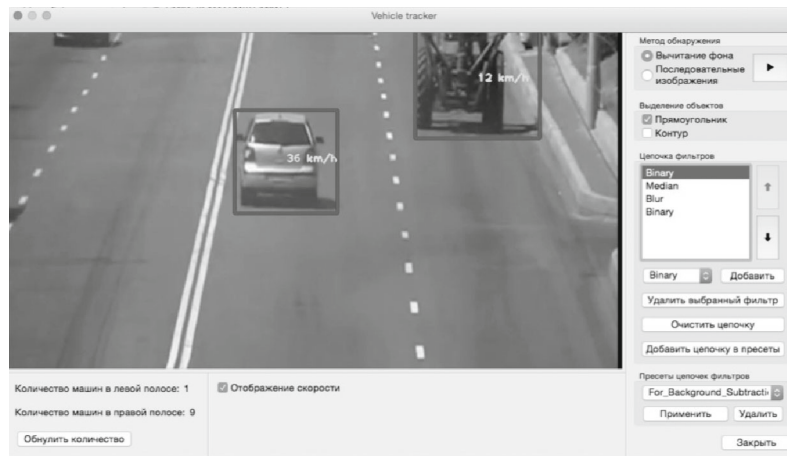 Vehicle tracker
12 km/h
36 km/h
Метод обнаружения
Вычитание фона
Последовательные
изображения
Выделение объектов
Прямоугольник
Контур
Цепочка фильтров
Binary
Median
Blur
Binary
Binary
Добавить
Удалить выбранный фильтр
Очистить цепочку
Добавить цепочку в пресеты
Пресеты цепочек фильтров
For_Background_Subtracti
Применить
Удалить
Закрыть
Количество машин в левой полосе: 1
Отображение скорости
Количество машин в правой полосе: 9
Обнулить количество